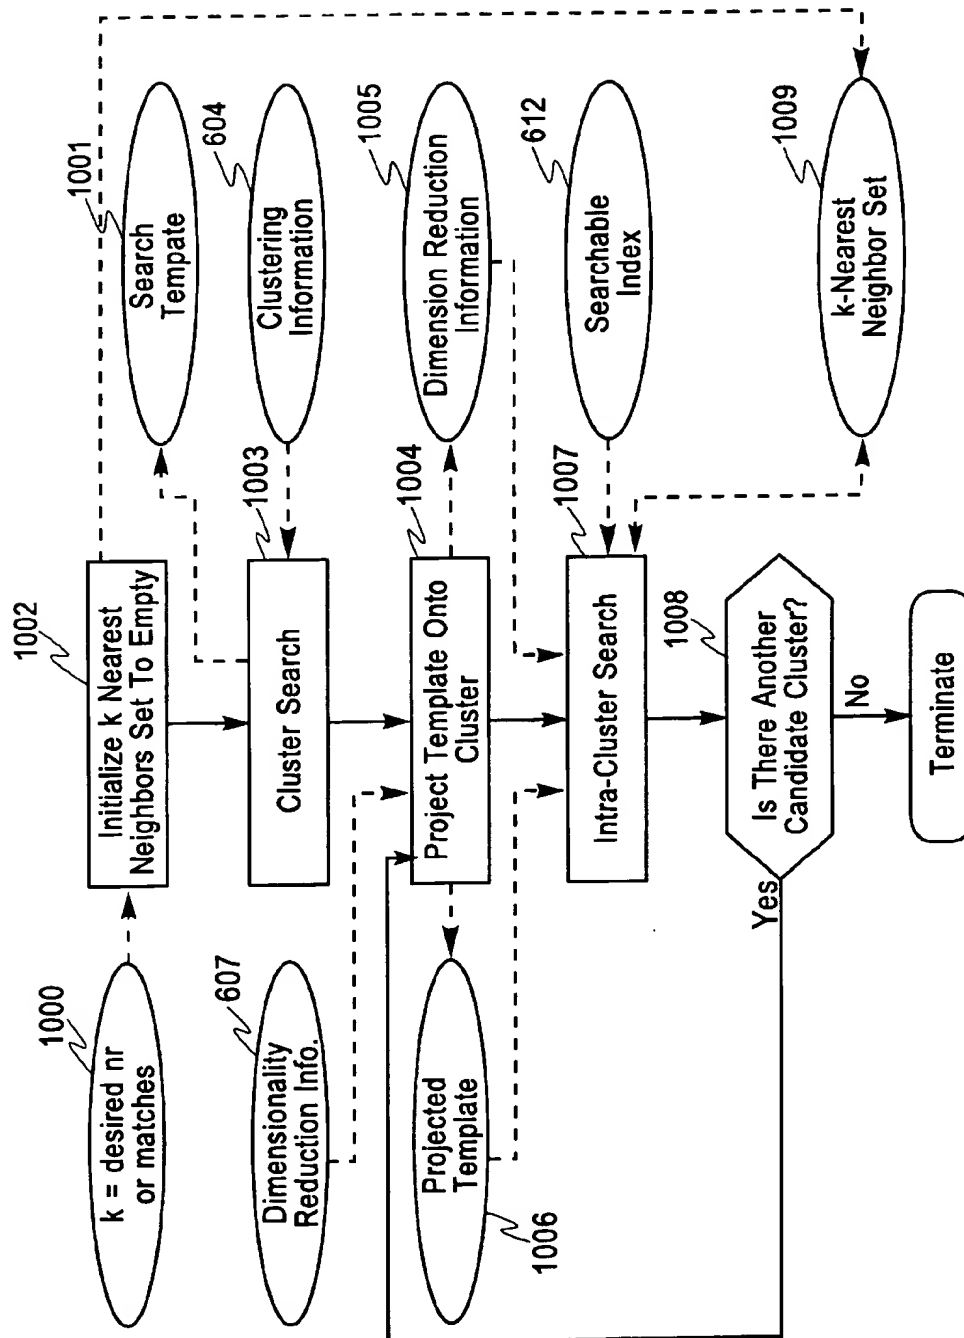 1000
k = desired nr
or matches
1002
Initialize k Nearest
Neighbors Set To Empty
1001
Search
Tempate
607
Dimensionality
Reduction Info.
Cluster Search
1003
604
Clustering
Information
1006
Projected
Template
Project Template Onto
Cluster
1004
1005
Dimension Reduction
Information
Intra-Cluster Search
1007
612
Searchable
Index
Yes
Is There Another
Candidate Cluster?
1008
No
1009
k-Nearest
Neighbor Set
Terminate